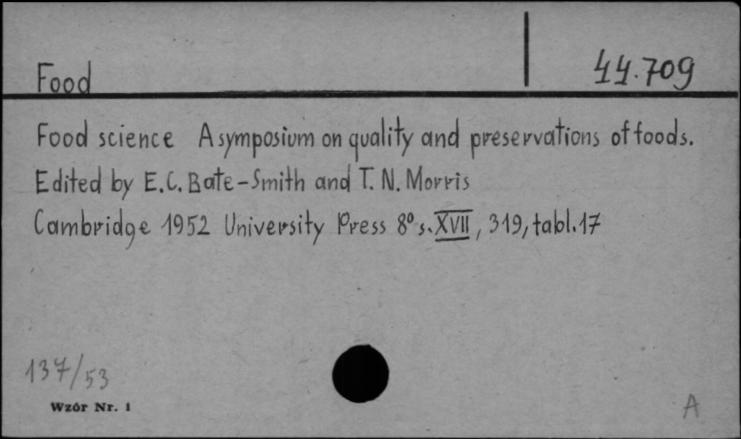 Food
44.709
Food science A symposium on quality and preservations of foods.
Edited by E.C. Bate-Smith and T. N. Morris
Cambridge 1952 University Press 8° s. XVII, 319, tabl. 17
137/53
Wzór Nr. 1
A